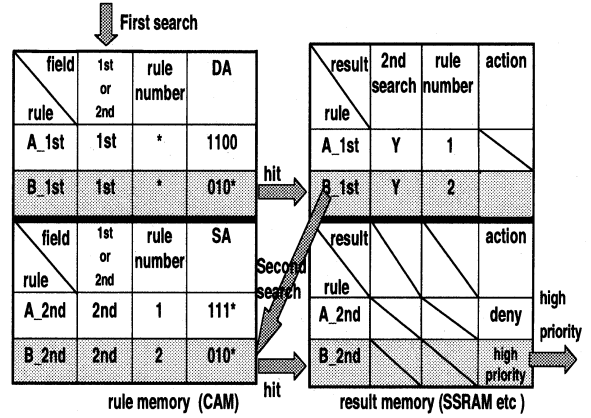 First search
field 1st or 2nd rule number DA
rule
A_1st 1st * 1100
B_1st 1st * 010*
hit
result 2nd search rule number action
rule
A_1st Y 1
B_1st Y 2
field 1st or 2nd rule number SA
rule
A_2nd 2nd 1 111*
B_2nd 2nd 2 010*
Second search
hit
result action
rule
A_2nd deny
B_2nd high priority
high priority
rule memory (CAM)
result memory (SSRAM etc )